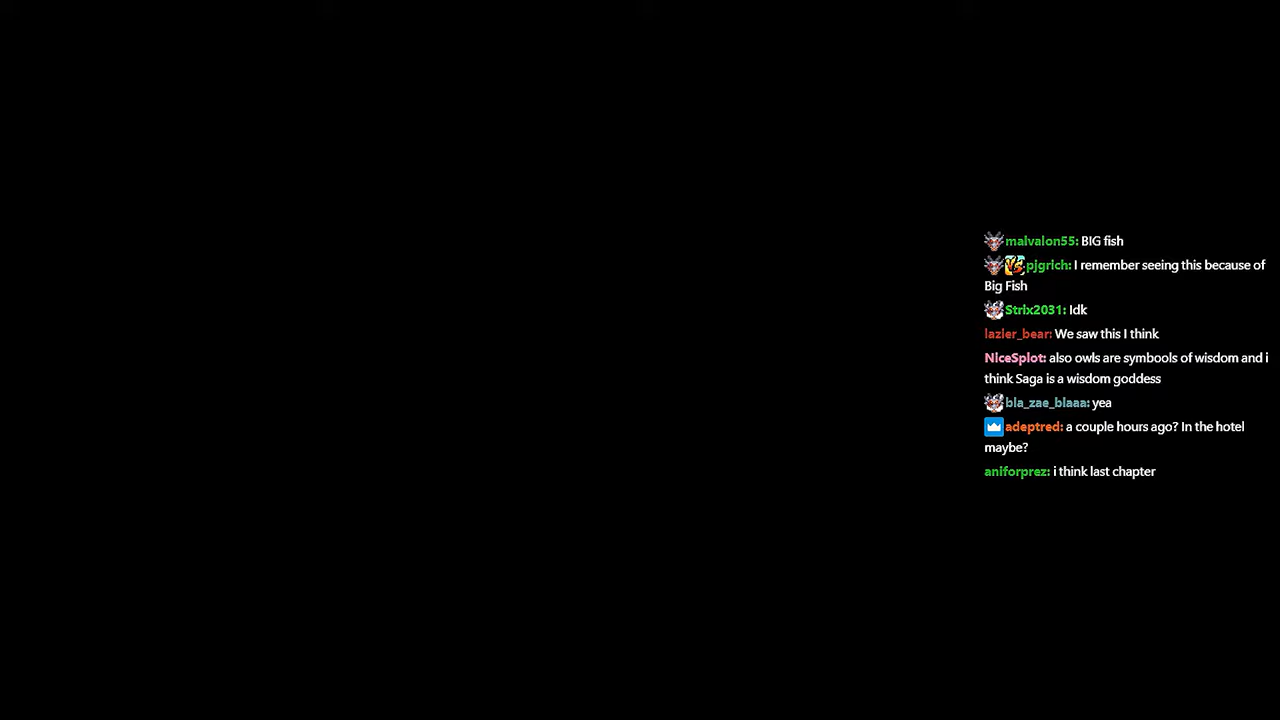 malvalon55: BIG fish
pjgrich: I remember seeing this because of
Big Fish
Strix2031: Idk
lazier_bear: We saw this I think
NiceSplot: also owls are symbools of wisdom and i
think Saga is a wisdom goddess
bla_zae_blaaa: yea
adeptred: a couple hours ago? In the hotel
maybe?
aniforprez: i think last chapter